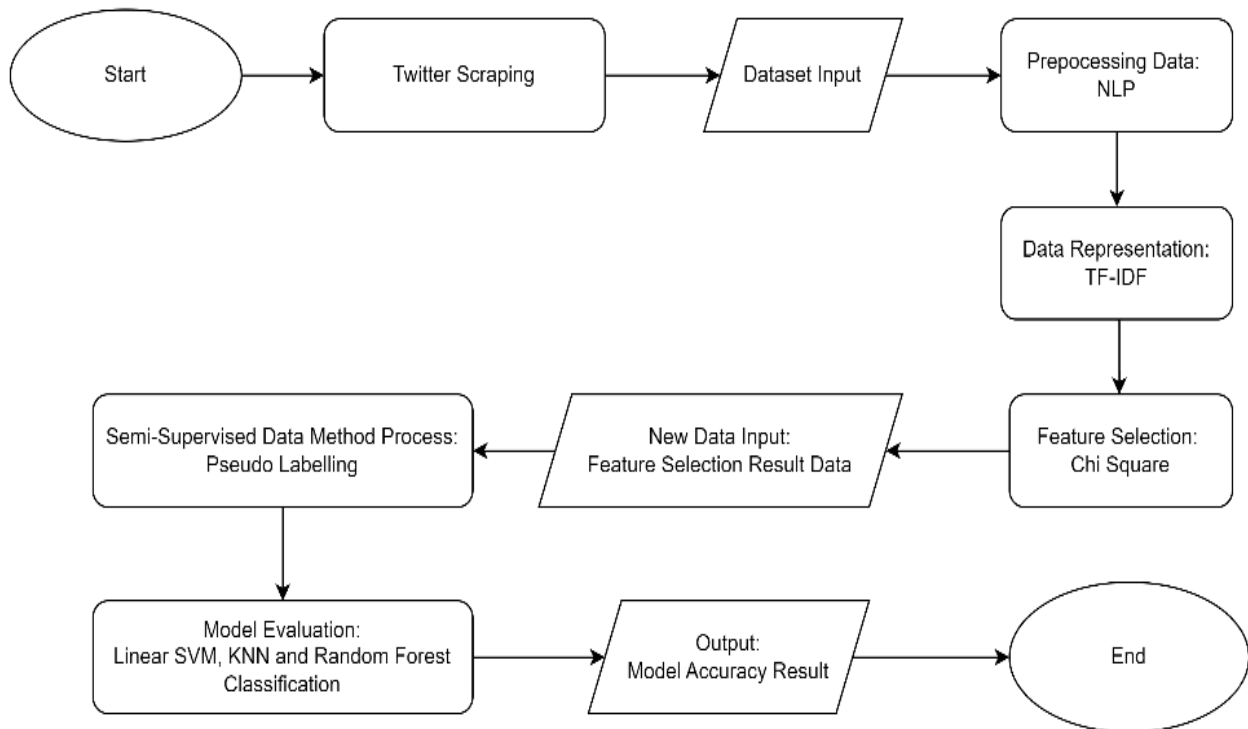 Start
Twitter Scraping
Dataset Input
Prepocessing Data:
NLP
Data Representation:
TF-IDF
Feature Selection:
Chi Square
New Data Input:
Feature Selection Result Data
Semi-Supervised Data Method Process:
Pseudo Labelling
Model Evaluation:
Linear SVM, KNN and Random Forest
Classification
Output:
Model Accuracy Result
End